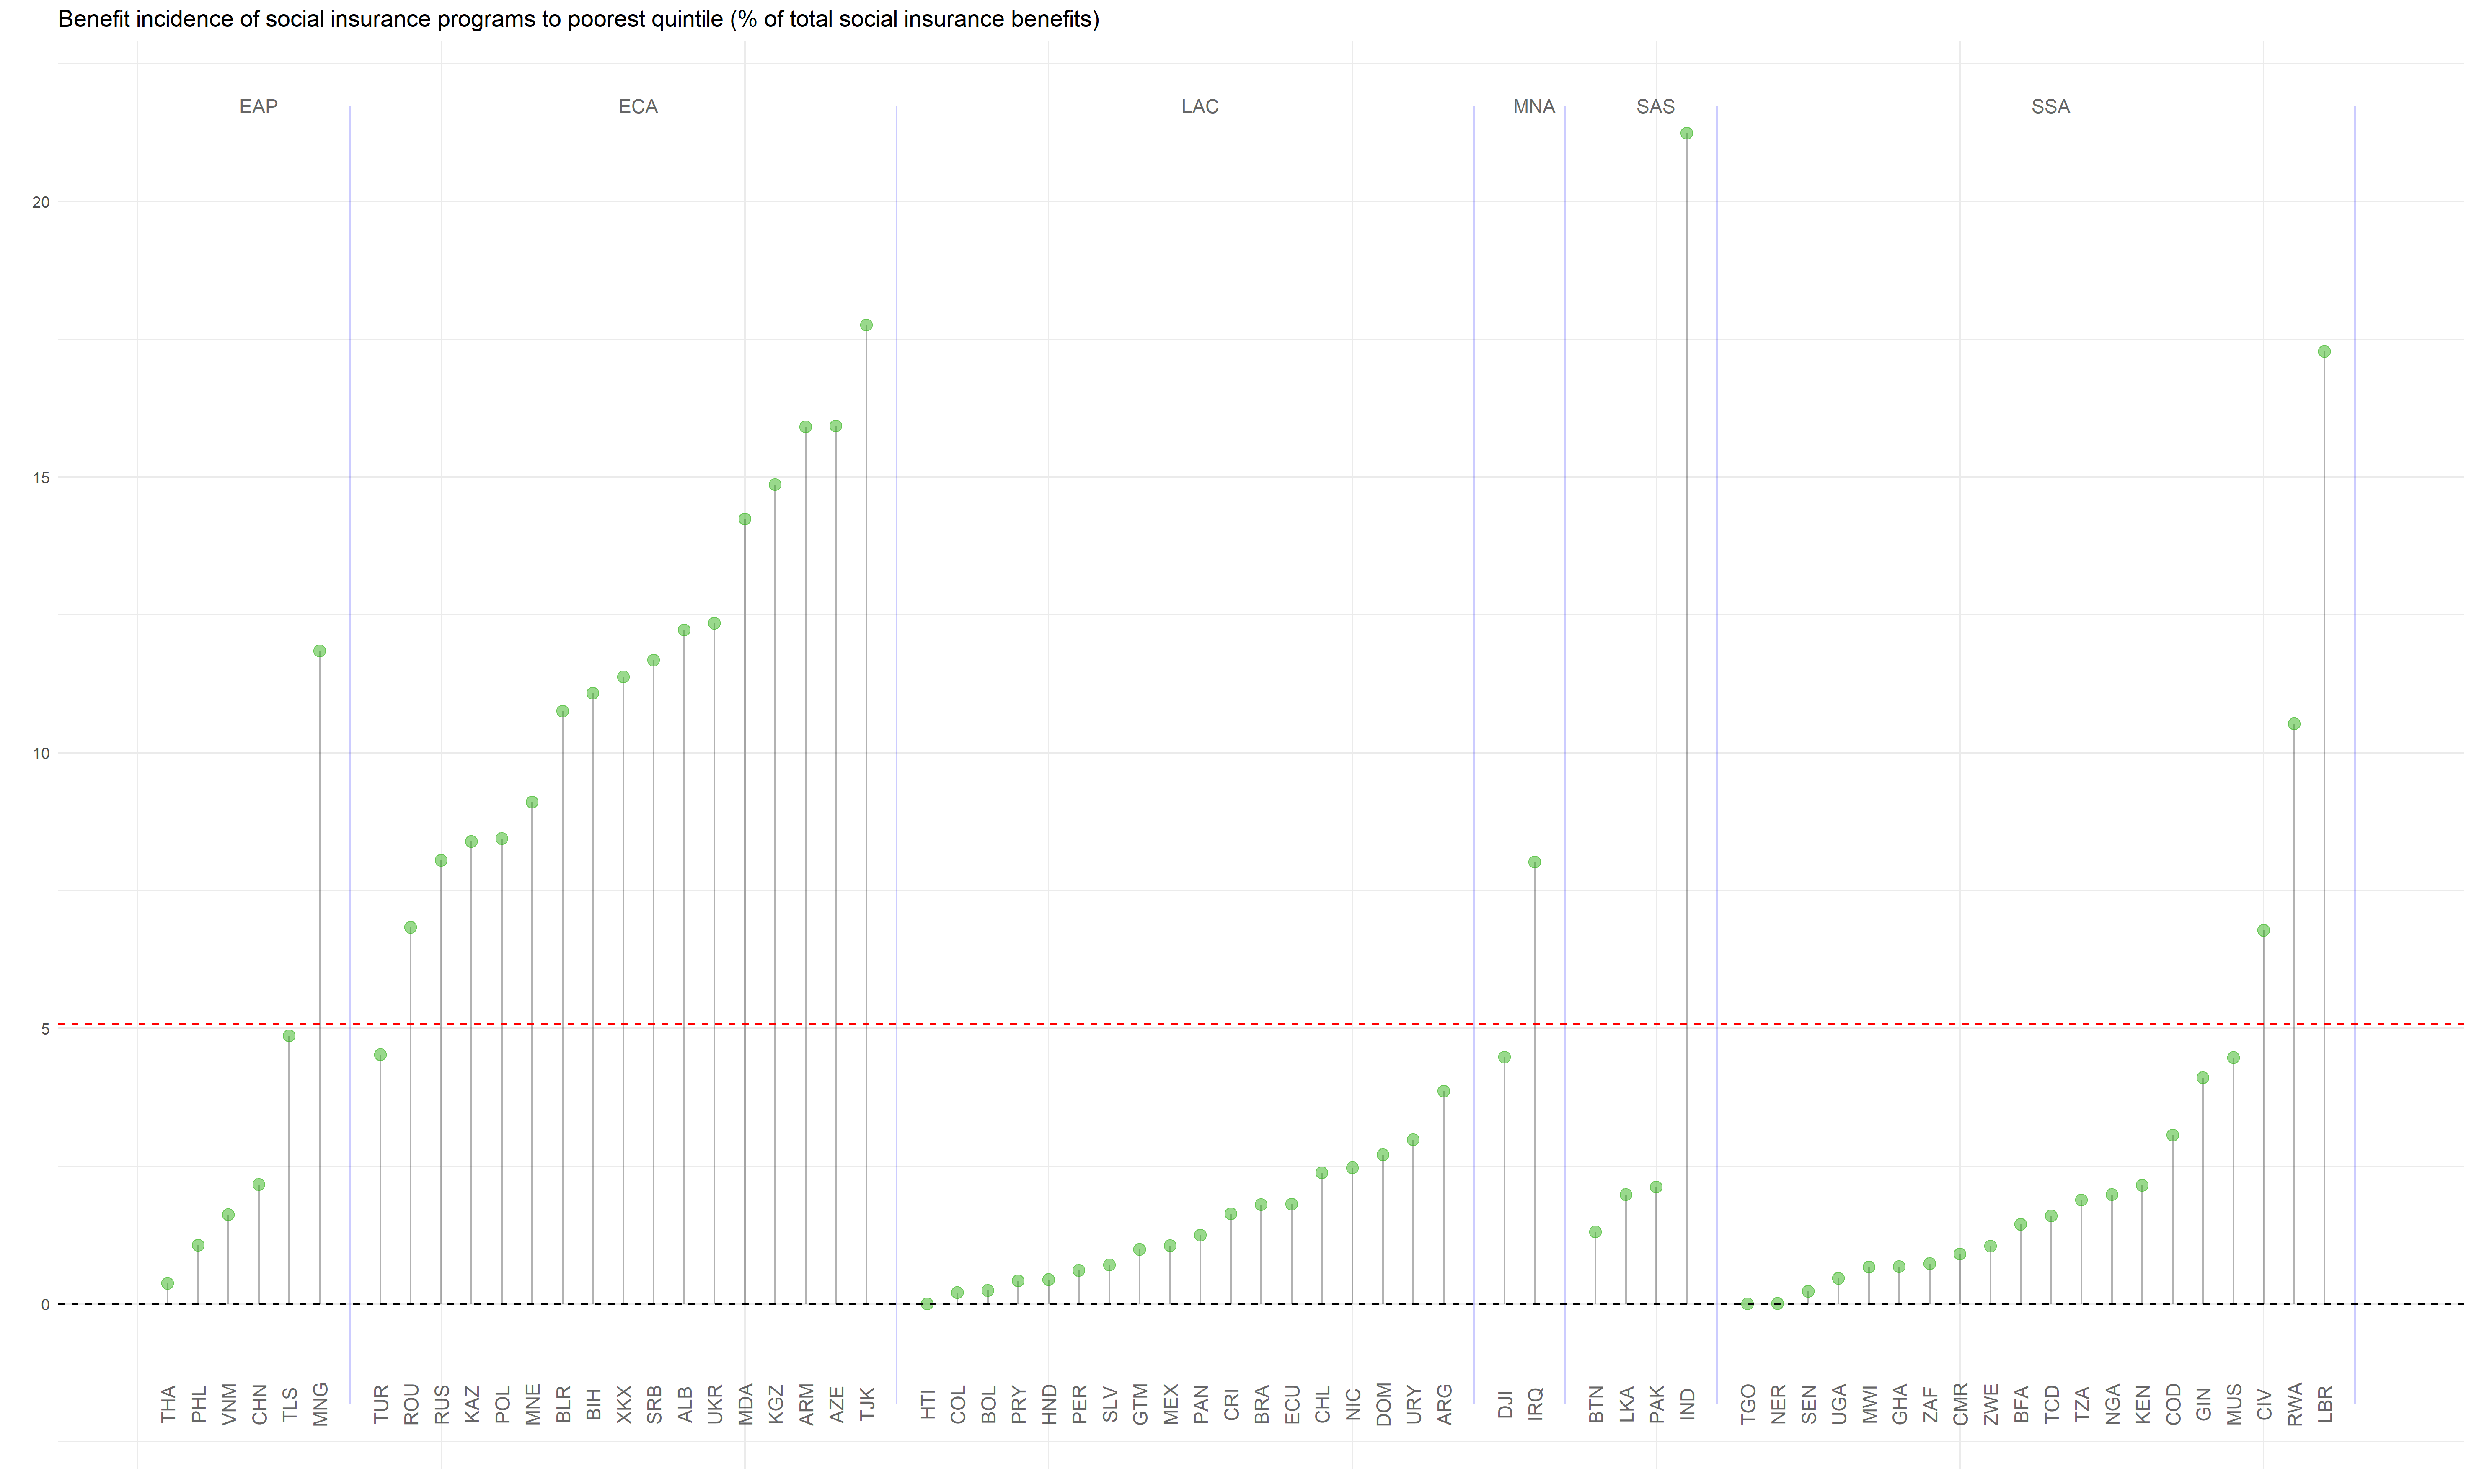 Benefit incidence of social insurance programs to poorest quintile (% of total social insurance benefits)
EAP ECA LAC MNA SAS SSA
20
15
10
5
0
THA PHL VNM CHN TLS MNG TUR ROU RUS KAZ POL MNE BLR BIH XKX SRB ALB UKR MDA KGZ ARM AZE TJK HTI COL BOL PRY HND PER SLV GTM MEX PAN CRI BRA ECU CHL NIC DOM URY ARG DJI IRQ BTN LKA PAK IND TGO NER SEN UGA MWI GHA ZAF CMR ZWE BFA TCD TZA NGA KEN COD GIN MUS CIV RWA LBR